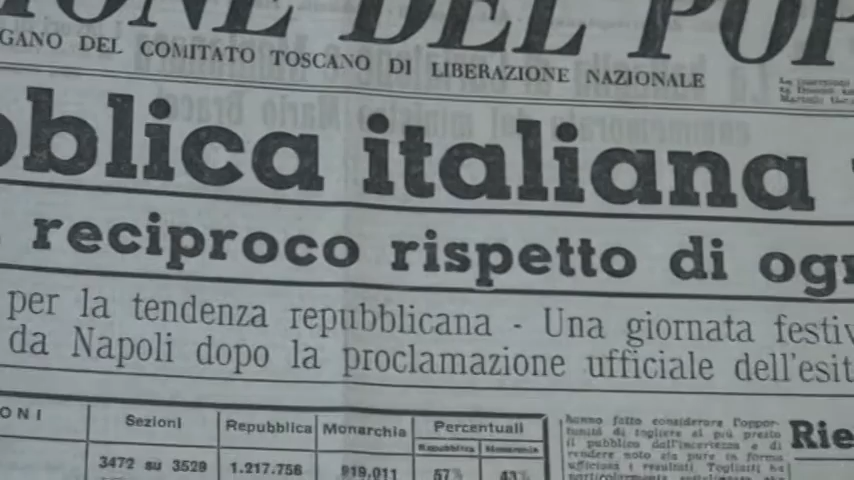 IONE DEL POP
GANO DEL COMITATO TOSCANO DI LIBERAZIONE NAZIONALE
bblica italiana
reciproco rispetto di ogn
per la tendenza repubblicana - Una giornata festiv
da Napoli dopo la proclamazione ufficiale dell'esit
ONI Sezioni Repubblica Monarchia Percentuali
Repubblica Monarchia
3472 su 3529 1.217.756 919.011 57% 43%
hanno fatto considerare l'oppor-
tunità di togliere al più presto
il pubblico dall'incertezza e di
rendere noto sia pure in forma
ufficiosa i risultati. Togliatti ha
Rie